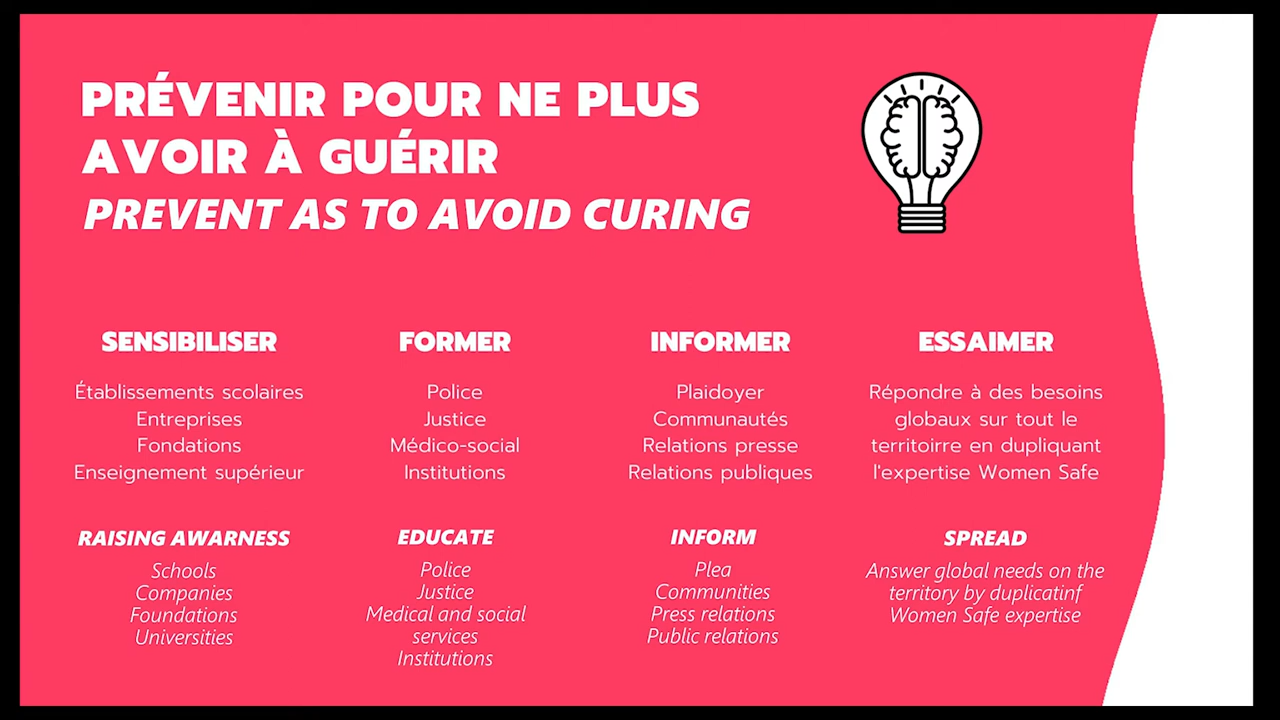 PRÉVENIR POUR NE PLUS
AVOIR À GUÉRIR
PREVENT AS TO AVOID CURING
SENSIBILISER
Établissements scolaires
Entreprises
Fondations
Enseignement supérieur
FORMER
Police
Justice
Médico-social
Institutions
INFORMER
Plaidoyer
Communautés
Relations presse
Relations publiques
ESSAIMER
Répondre à des besoins
globaux sur tout le
territoirre en dupliquant
l'expertise Women Safe
RAISING AWARNESS
Schools
Companies
Foundations
Universities
EDUCATE
Police
Justice
Medical and social
services
Institutions
INFORM
Plea
Communities
Press relations
Public relations
SPREAD
Answer global needs on the
territory by duplicatinf
Women Safe expertise